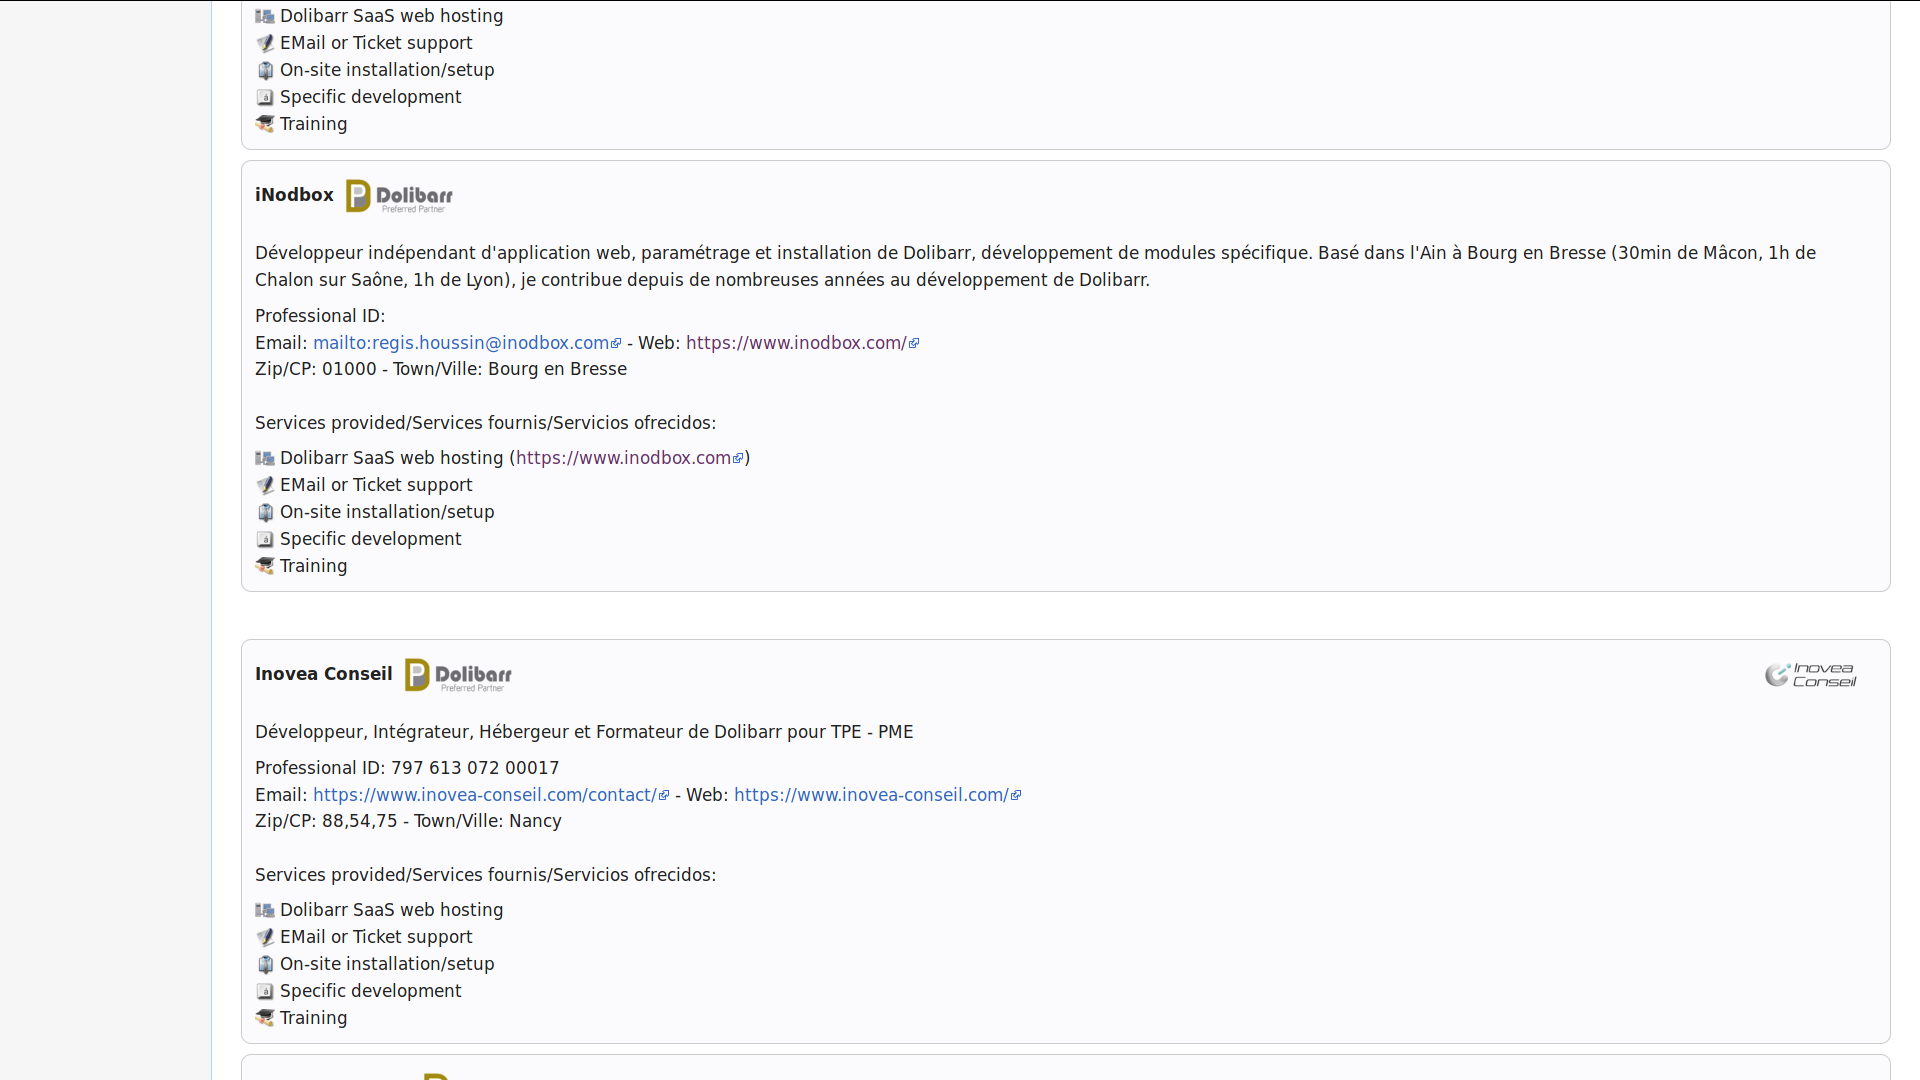 Dolibarr SaaS web hosting
EMail or Ticket support
On-site installation/setup
Specific development
Training
iNodbox Dolibarr
Preferred Partner
Développeur indépendant d'application web, paramétrage et installation de Dolibarr, développement de modules spécifique. Basé dans l'Ain à Bourg en Bresse (30min de Mâcon, 1h de
Chalon sur Saône, 1h de Lyon), je contribue depuis de nombreuses années au développement de Dolibarr.
Professional ID:
Email: mailto:regis.houssin@inodbox.com - Web: https://www.inodbox.com/
Zip/CP: 01000 - Town/Ville: Bourg en Bresse
Services provided/Services fournis/Servicios ofrecidos:
Dolibarr SaaS web hosting (https://www.inodbox.com)
EMail or Ticket support
On-site installation/setup
Specific development
Training
Inovea Conseil Dolibarr
Preferred Partner
Inovea
Conseil
Développeur, Intégrateur, Hébergeur et Formateur de Dolibarr pour TPE - PME
Professional ID: 797 613 072 00017
Email: https://www.inovea-conseil.com/contact/ - Web: https://www.inovea-conseil.com/
Zip/CP: 88,54,75 - Town/Ville: Nancy
Services provided/Services fournis/Servicios ofrecidos:
Dolibarr SaaS web hosting
EMail or Ticket support
On-site installation/setup
Specific development
Training